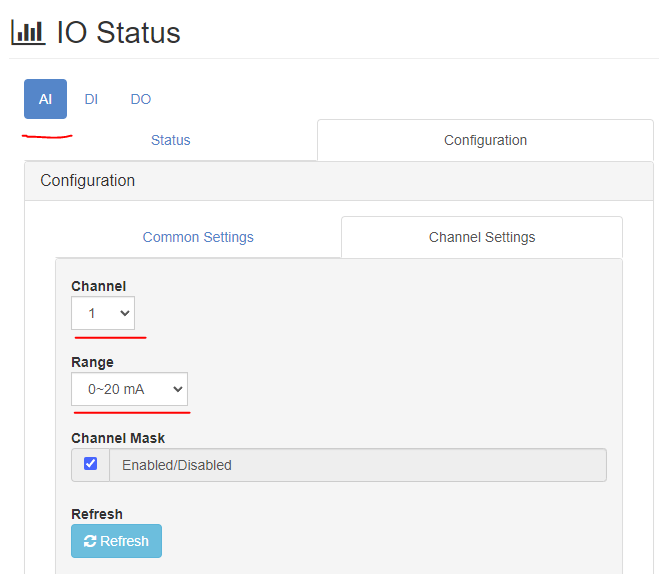 IO Status
AI DI DO
Status Configuration
Configuration
Common Settings Channel Settings
Channel
1
Range
0~20 mA
Channel Mask
Enabled/Disabled
Refresh
Refresh